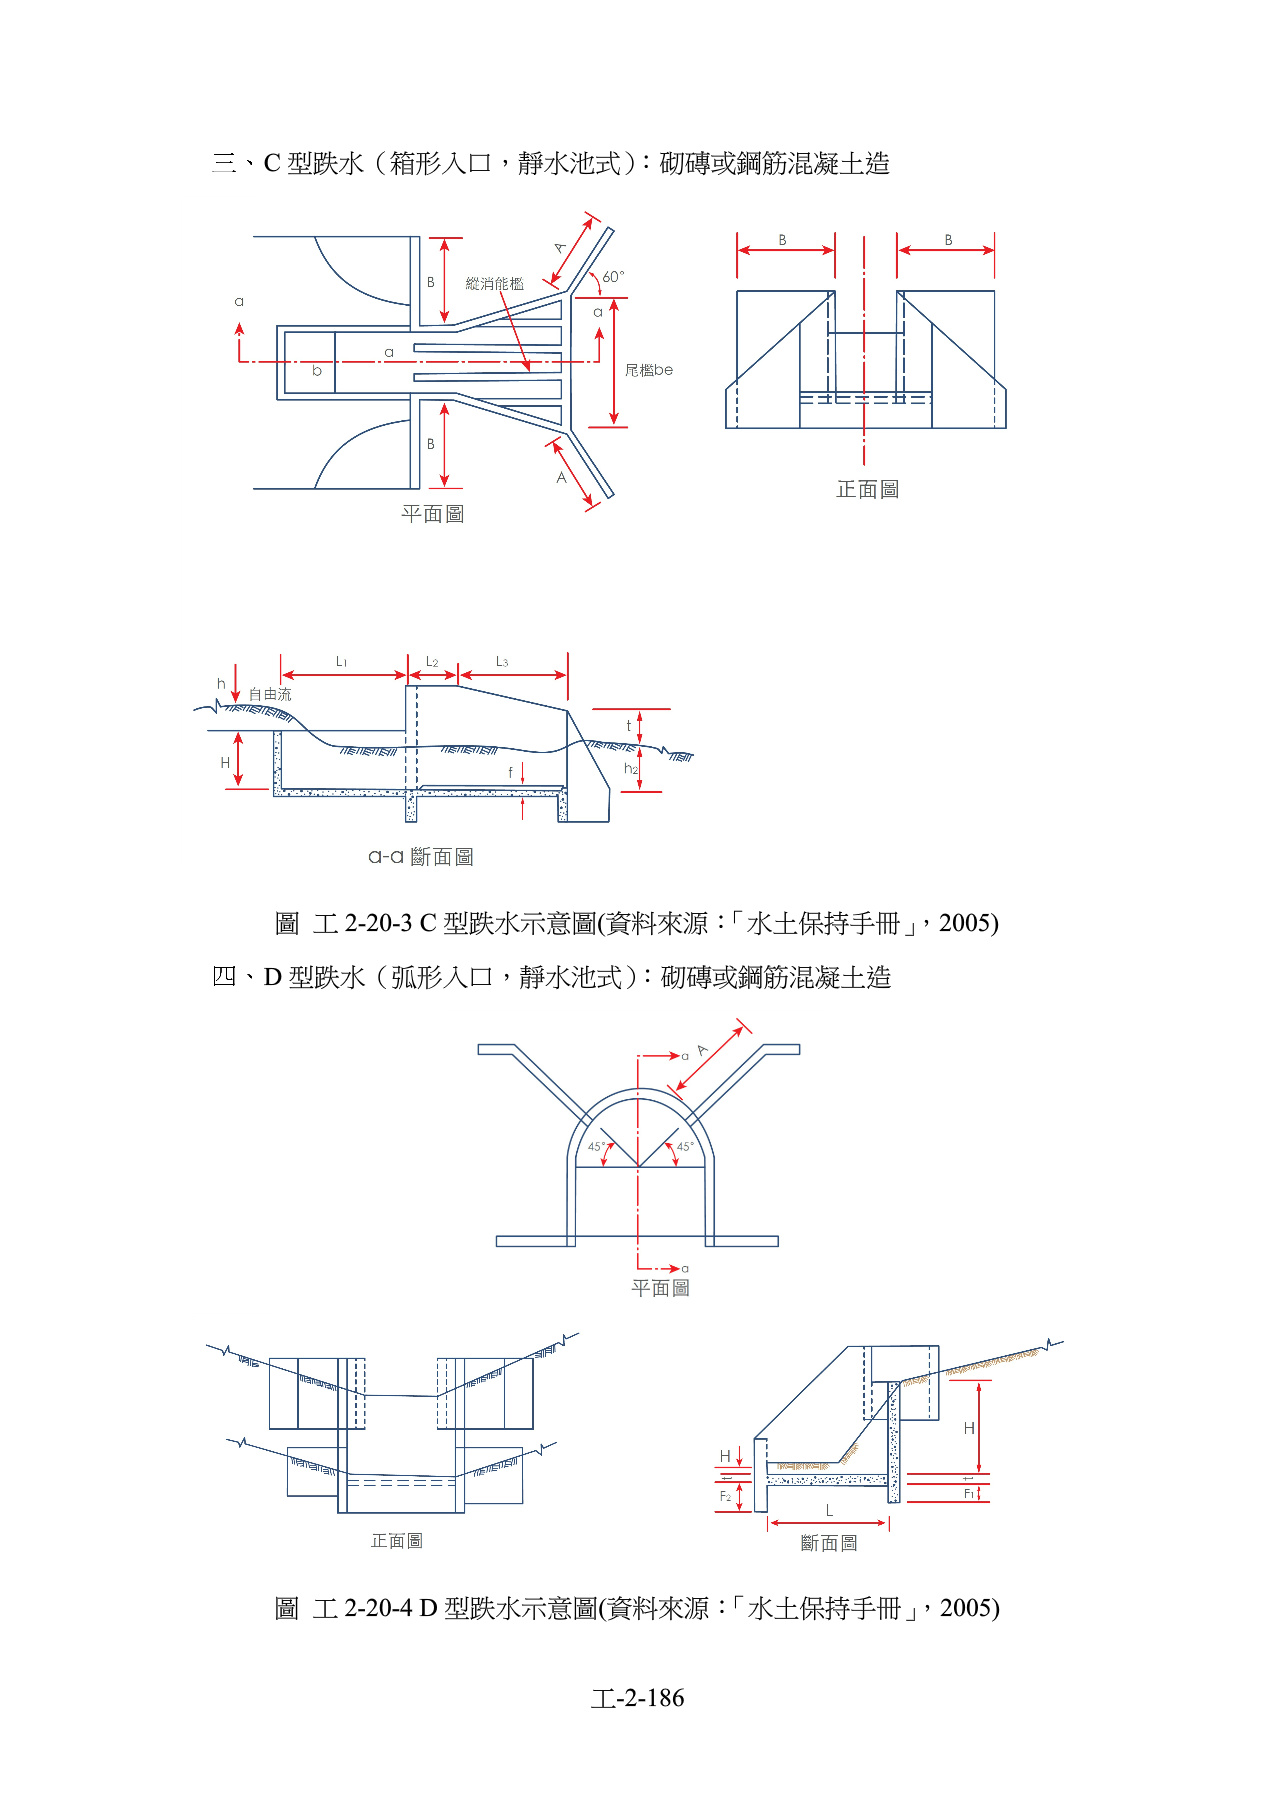 三、C 型跌水（箱形入口，靜水池式）：砌磚或鋼筋混凝土造
A
B
60°
縱消能檻
a
a
a
b
尾檻be
B
A
平面圖
B
B
正面圖
L1
L2
L3
h
自由流
t
H
f
h2
a-a 斷面圖
圖 工 2-20-3 C 型跌水示意圖(資料來源：「水土保持手冊」，2005)
四、D 型跌水（弧形入口，靜水池式）：砌磚或鋼筋混凝土造
a
A
45°
45°
a
平面圖
H
H
t
t
F2
F1
L
正面圖
斷面圖
圖 工 2-20-4 D 型跌水示意圖(資料來源：「水土保持手冊」，2005)
工-2-186